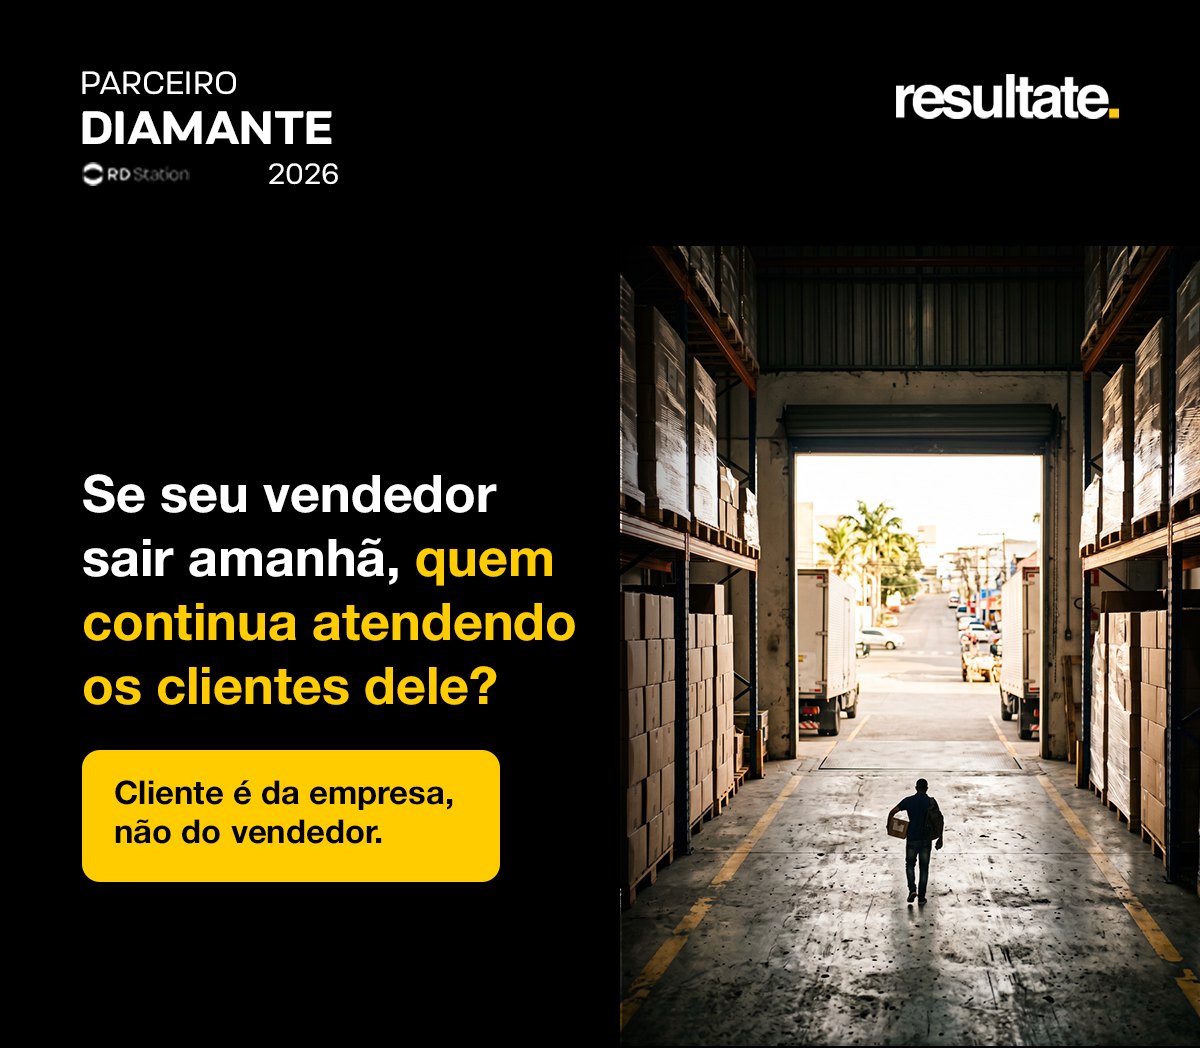 PARCEIRO
DIAMANTE
RD Station 2026
resultate.
Se seu vendedor
sair amanhã, quem
continua atendendo
os clientes dele?
Cliente é da empresa,
não do vendedor.